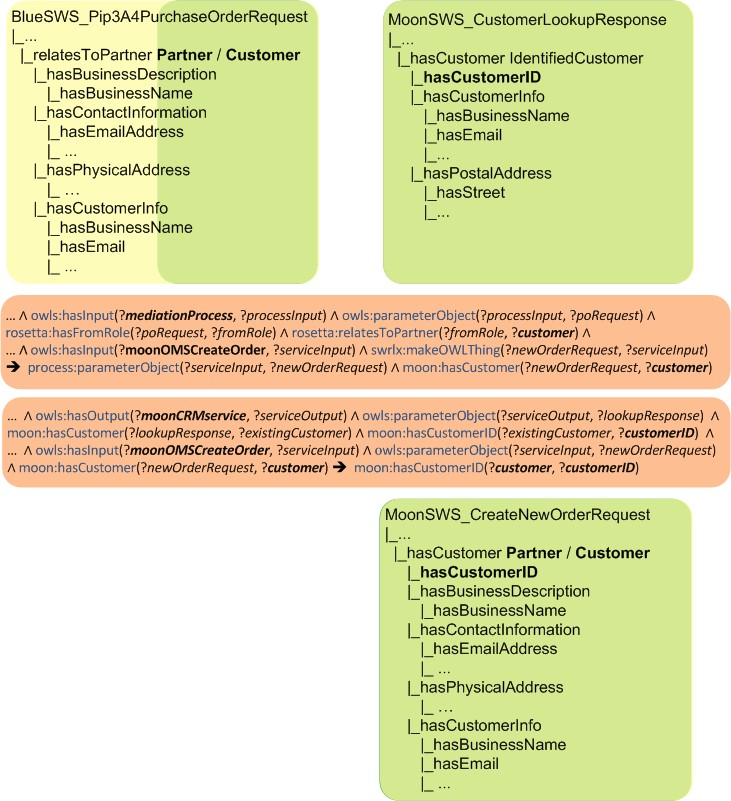 BlueSWS_Pip3A4PurchaseOrderRequest
|_...
|_relatesToPartner Partner / Customer
|_hasBusinessDescription
|_hasBusinessName
|_hasContactInformation
|_hasEmailAddress
|_ ...
|_hasPhysicalAddress
|_ ...
|_hasCustomerInfo
|_hasBusinessName
|_hasEmail
|_ ...
MoonSWS_CustomerLookupResponse
|_...
|_hasCustomer IdentifiedCustomer
|_hasCustomerID
|_hasCustomerInfo
|_hasBusinessName
|_hasEmail
|_...
|_hasPostalAddress
|_hasStreet
|_...
... ∧ owls:hasInput(?mediationProcess, ?processInput) ∧ owls:parameterObject(?processInput, ?poRequest) ∧
rosetta:hasFromRole(?poRequest, ?fromRole) ∧ rosetta:relatesToPartner(?fromRole, ?customer) ∧
... ∧ owls:hasInput(?moonOMSCreateOrder, ?serviceInput) ∧ swrlx:makeOWLThing(?newOrderRequest, ?serviceInput)
➔ process:parameterObject(?serviceInput, ?newOrderRequest) ∧ moon:hasCustomer(?newOrderRequest, ?customer)
... ∧ owls:hasOutput(?moonCRMservice, ?serviceOutput) ∧ owls:parameterObject(?serviceOutput, ?lookupResponse) ∧
moon:hasCustomer(?lookupResponse, ?existingCustomer) ∧ moon:hasCustomerID(?existingCustomer, ?customerID) ∧
... ∧ owls:hasInput(?moonOMSCreateOrder, ?serviceInput) ∧ owls:parameterObject(?serviceInput, ?newOrderRequest)
∧ moon:hasCustomer(?newOrderRequest, ?customer) ➔ moon:hasCustomerID(?customer, ?customerID)
MoonSWS_CreateNewOrderRequest
|_...
|_hasCustomer Partner / Customer
|_hasCustomerID
|_hasBusinessDescription
|_hasBusinessName
|_hasContactInformation
|_hasEmailAddress
|_ ...
|_hasPhysicalAddress
|_ ...
|_hasCustomerInfo
|_hasBusinessName
|_hasEmail
|_ ...